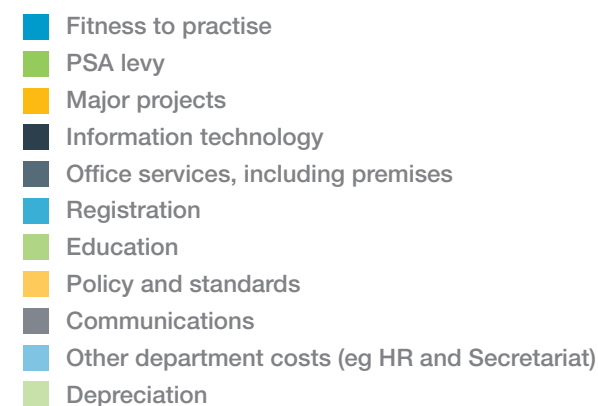 Fitness to practise
PSA levy
Major projects
Information technology
Office services, including premises
Registration
Education
Policy and standards
Communications
Other department costs (eg HR and Secretariat)
Depreciation